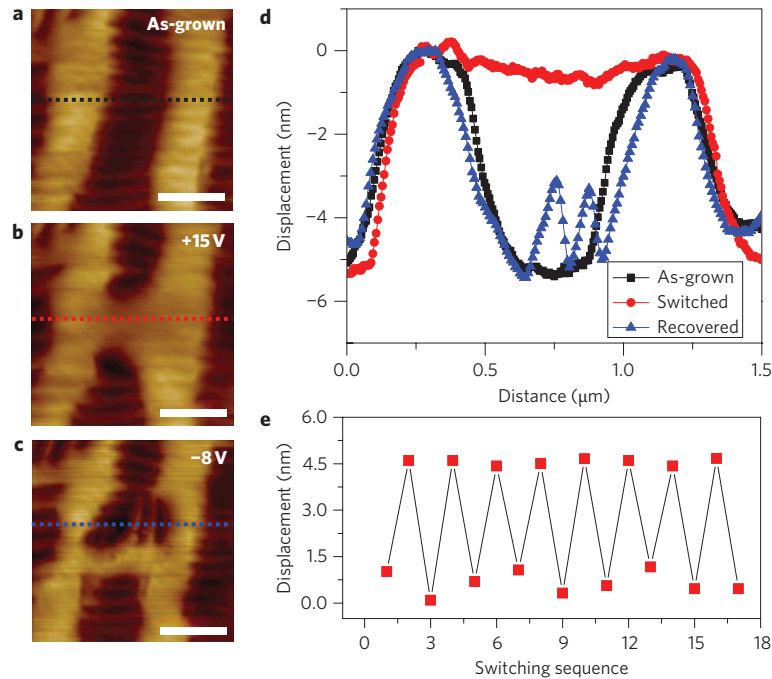 a
As-grown
b
+15 V
c
−8 V
d
Displacement (nm)
0
−2
−4
−6
As-grown
Switched
Recovered
0.0
0.5
1.0
1.5
Distance (µm)
e
Displacement (nm)
6.0
4.5
3.0
1.5
0.0
0
3
6
9
12
15
18
Switching sequence